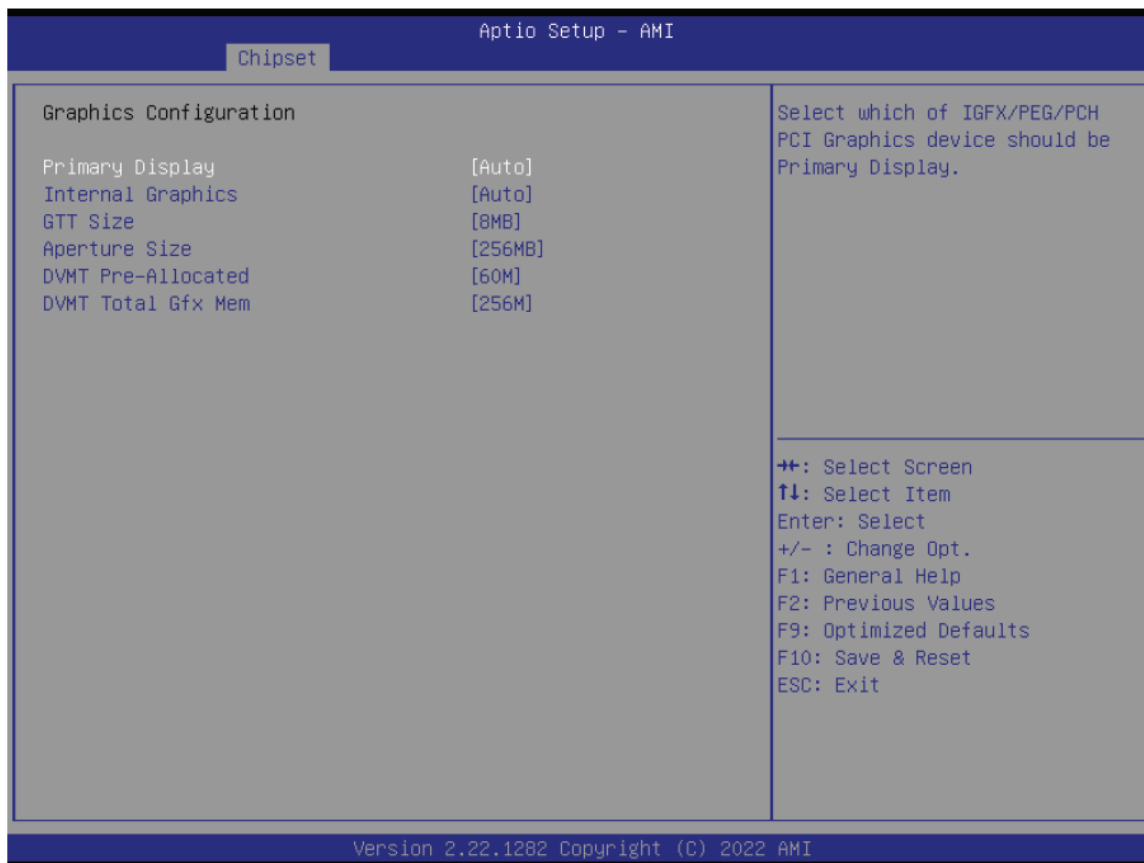 Aptio Setup – AMI
Chipset
Graphics Configuration
Primary Display [Auto]
Internal Graphics [Auto]
GTT Size [8MB]
Aperture Size [256MB]
DVMT Pre-Allocated [60M]
DVMT Total Gfx Mem [256M]
Select which of IGFX/PEG/PCH
PCI Graphics device should be
Primary Display.
→←: Select Screen
↑↓: Select Item
Enter: Select
+/- : Change Opt.
F1: General Help
F2: Previous Values
F9: Optimized Defaults
F10: Save & Reset
ESC: Exit
Version 2.22.1282 Copyright (C) 2022 AMI